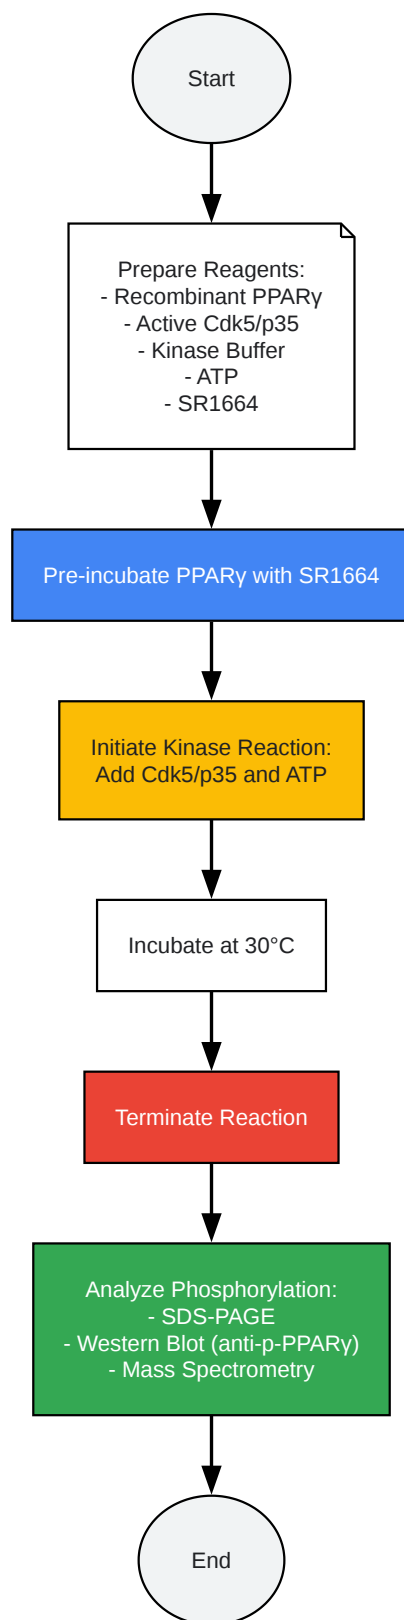 Start
Prepare Reagents:
- Recombinant PPARγ
- Active Cdk5/p35
- Kinase Buffer
- ATP
- SR1664
Pre-incubate PPARγ with SR1664
Initiate Kinase Reaction:
Add Cdk5/p35 and ATP
Incubate at 30°C
Terminate Reaction
Analyze Phosphorylation:
- SDS-PAGE
- Western Blot (anti-p-PPARγ)
- Mass Spectrometry
End